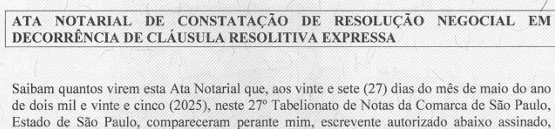 ATA NOTARIAL DE CONSTATAÇÃO DE RESOLUÇÃO NEGOCIAL EM
DECORRÊNCIA DE CLÁUSULA RESOLITIVA EXPRESSA
Saibam quantos virem esta Ata Notarial que, aos vinte e sete (27) dias do mês de maio do ano
de dois mil e vinte e cinco (2025), neste 27º Tabelionato de Notas da Comarca de São Paulo,
Estado de São Paulo, compareceram perante mim, escrevente autorizado abaixo assinado,